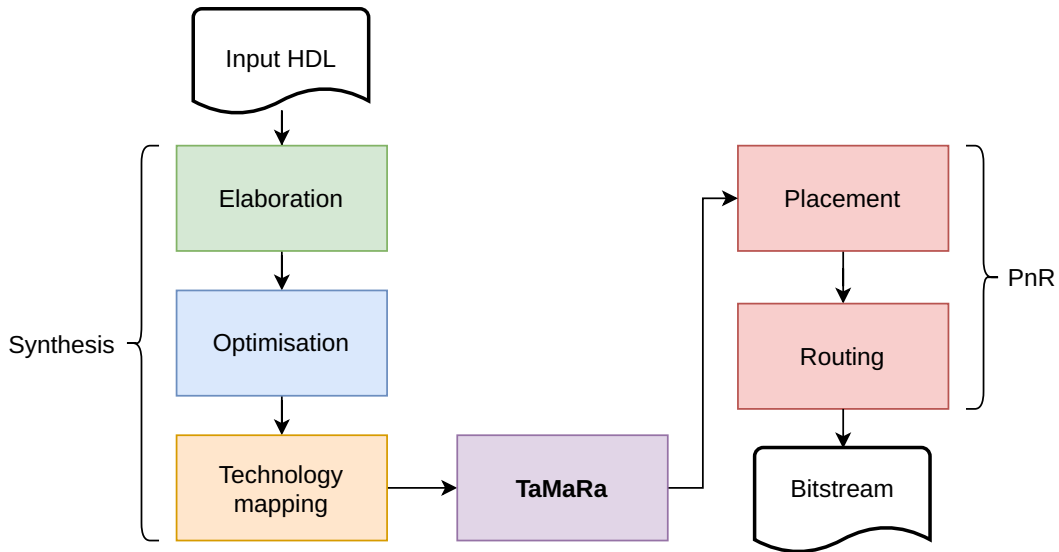 Input HDL
Elaboration
Optimisation
Synthesis
Technology
mapping
TaMaRa
Placement
PnR
Routing
Bitstream